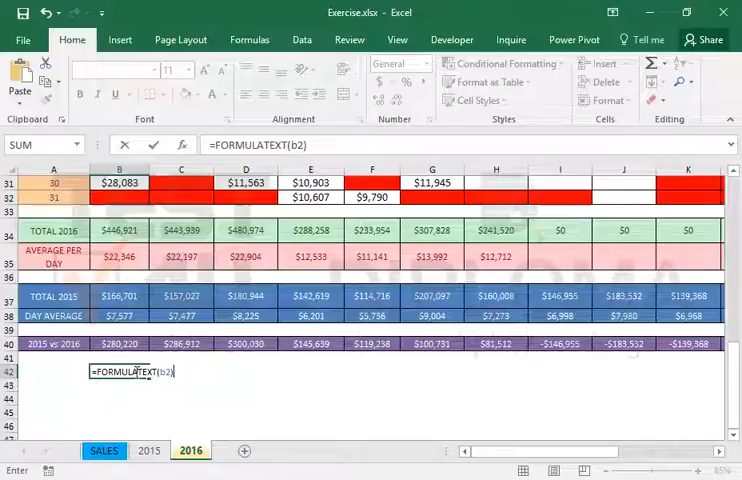 Exercise.xlsx - Excel
File Home Insert Page Layout Formulas Data Review View Developer Inquire Power Pivot Tell me Share
Paste 11 A A General Conditional Formatting Insert
B I U A $ % Format as Table Delete
Cell Styles Format
Clipboard Font Alignment Number Styles Cells Editing
SUM =FORMULATEXT(b2)
A B C D E F G H I J K
31 30 $28,083 $11,563 $10,903 $11,945
32 31 $10,607 $9,790
33
34 TOTAL 2016 $446,921 $443,939 $480,974 $288,258 $233,954 $307,828 $241,520 $0 $0 $0
35 AVERAGE PER DAY $22,346 $22,197 $22,904 $12,533 $11,141 $13,992 $12,712
36
37 TOTAL 2015 $166,701 $157,027 $180,944 $142,619 $114,716 $207,097 $160,008 $146,955 $183,532 $139,368
38 DAY AVERAGE $7,577 $7,477 $8,225 $6,201 $5,736 $9,004 $7,273 $6,998 $7,980 $6,968
39
40 2015 vs 2016 $280,220 $286,912 $300,030 $145,639 $119,238 $100,731 $81,512 -$146,955 -$183,532 -$139,368
41
42 =FORMULATEXT(b2)
43
44
45
46
47
SALES 2015 2016
Enter 85%